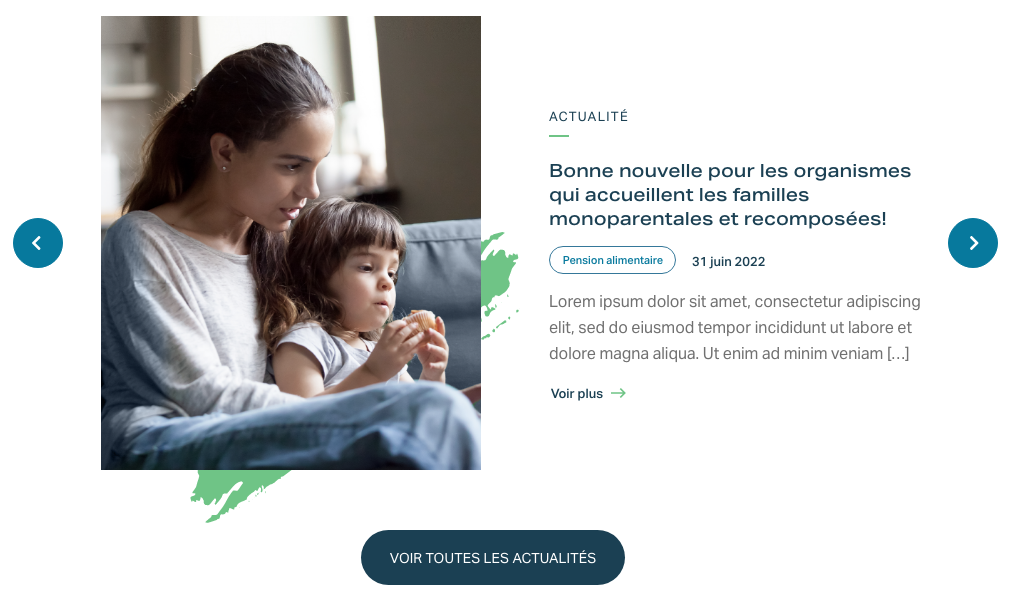 ACTUALITÉ
Bonne nouvelle pour les organismes
qui accueillent les familles
monoparentales et recomposées!
Pension alimentaire 31 juin 2022
Lorem ipsum dolor sit amet, consectetur adipiscing
elit, sed do eiusmod tempor incididunt ut labore et
dolore magna aliqua. Ut enim ad minim veniam [...]
Voir plus
VOIR TOUTES LES ACTUALITÉS